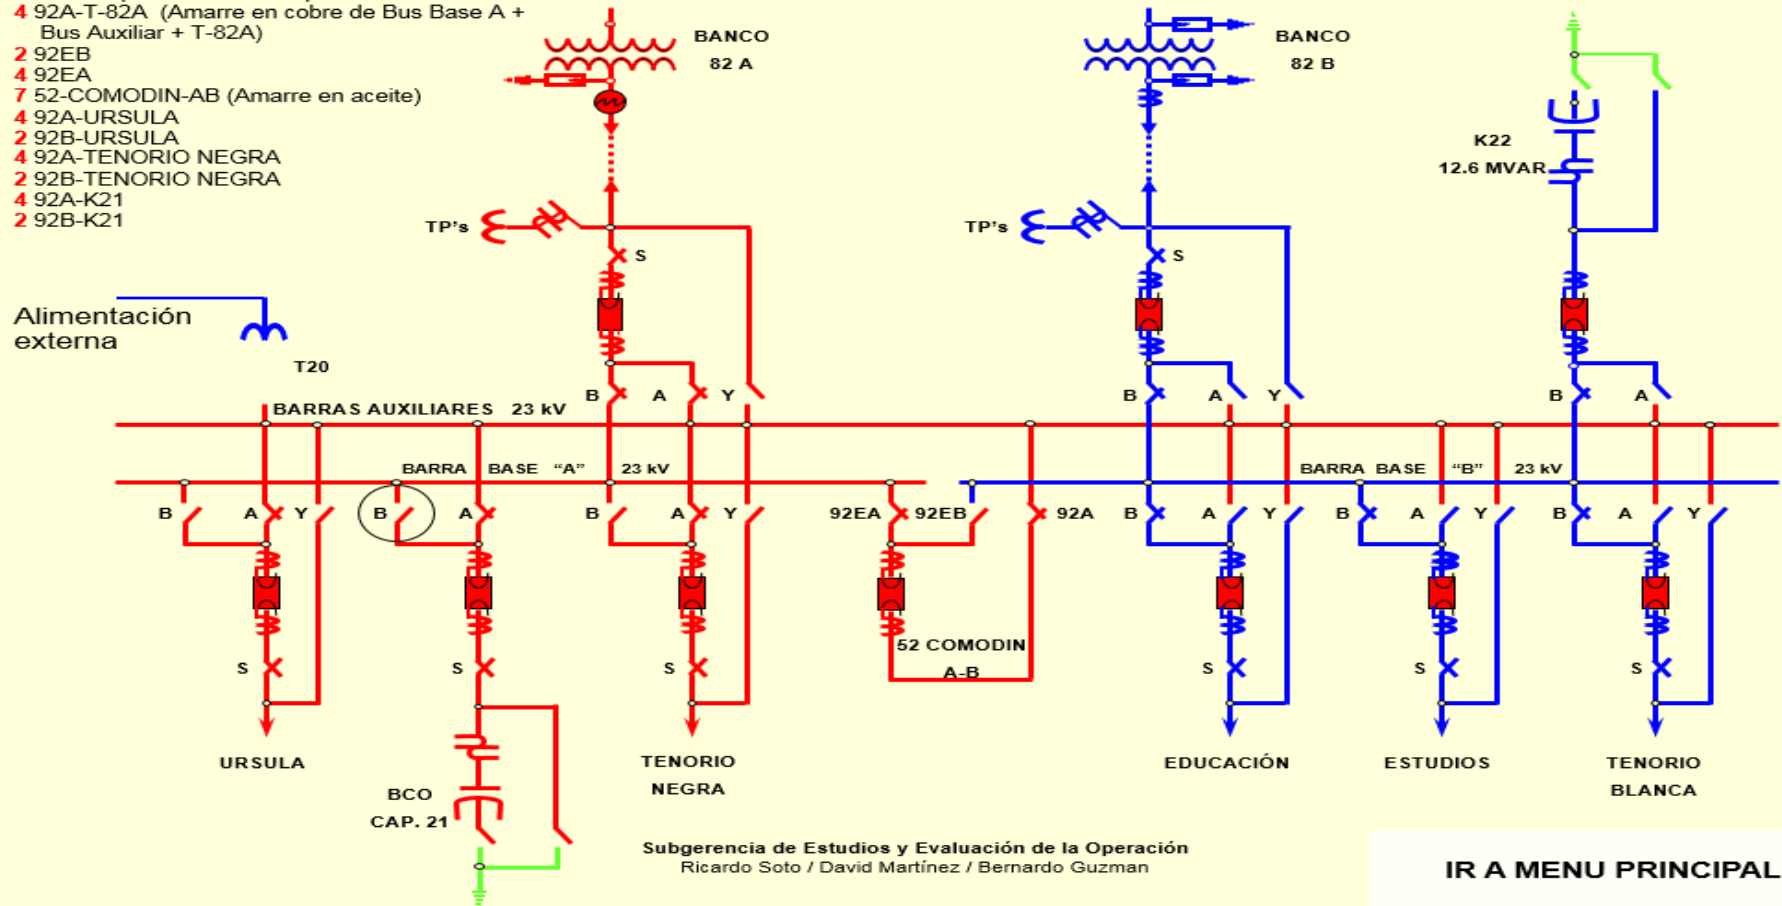 4 92A-T-82A (Amarre en cobre de Bus Base A +
Bus Auxiliar + T-82A)
2 92EB
4 92EA
7 52-COMODIN-AB (Amarre en aceite)
4 92A-URSULA
2 92B-URSULA
4 92A-TENORIO NEGRA
2 92B-TENORIO NEGRA
4 92A-K21
2 92B-K21
BANCO
82 A
BANCO
82 B
K22
12.6 MVAR
TP's
S
TP's
S
Alimentación
externa
T20
B A Y
B A Y
B A
BARRAS AUXILIARES 23 kV
BARRA BASE “A” 23 kV
BARRA BASE “B” 23 kV
B A Y
B A
B A Y
92EA 92EB 92A
B A Y
B A Y
B A Y
52 COMODIN
A-B
S
S
S
S
S
S
URSULA
BCO
CAP. 21
TENORIO
NEGRA
EDUCACIÓN
ESTUDIOS
TENORIO
BLANCA
Subgerencia de Estudios y Evaluación de la Operación
Ricardo Soto / David Martínez / Bernardo Guzman
IR A MENU PRINCIPAL